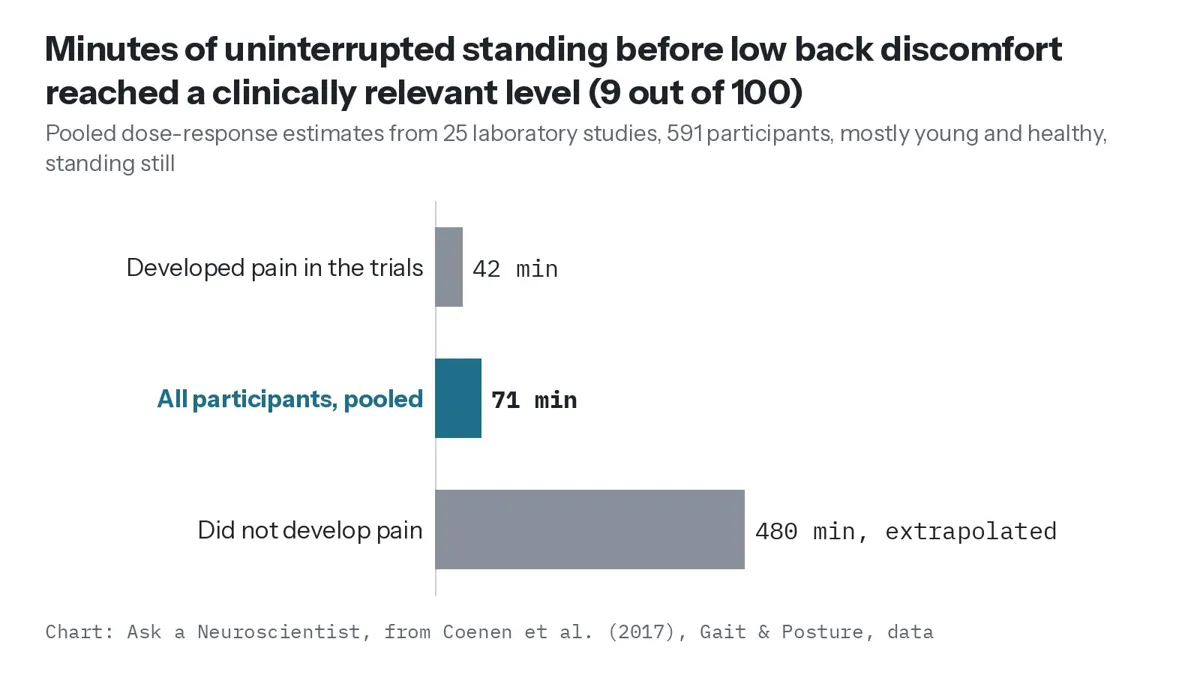 Minutes of uninterrupted standing before low back discomfort
reached a clinically relevant level (9 out of 100)
Pooled dose-response estimates from 25 laboratory studies, 591 participants, mostly young and healthy,
standing still
Developed pain in the trials 42 min
All participants, pooled 71 min
Did not develop pain 480 min, extrapolated
Chart: Ask a Neuroscientist, from Coenen et al. (2017), Gait & Posture, data